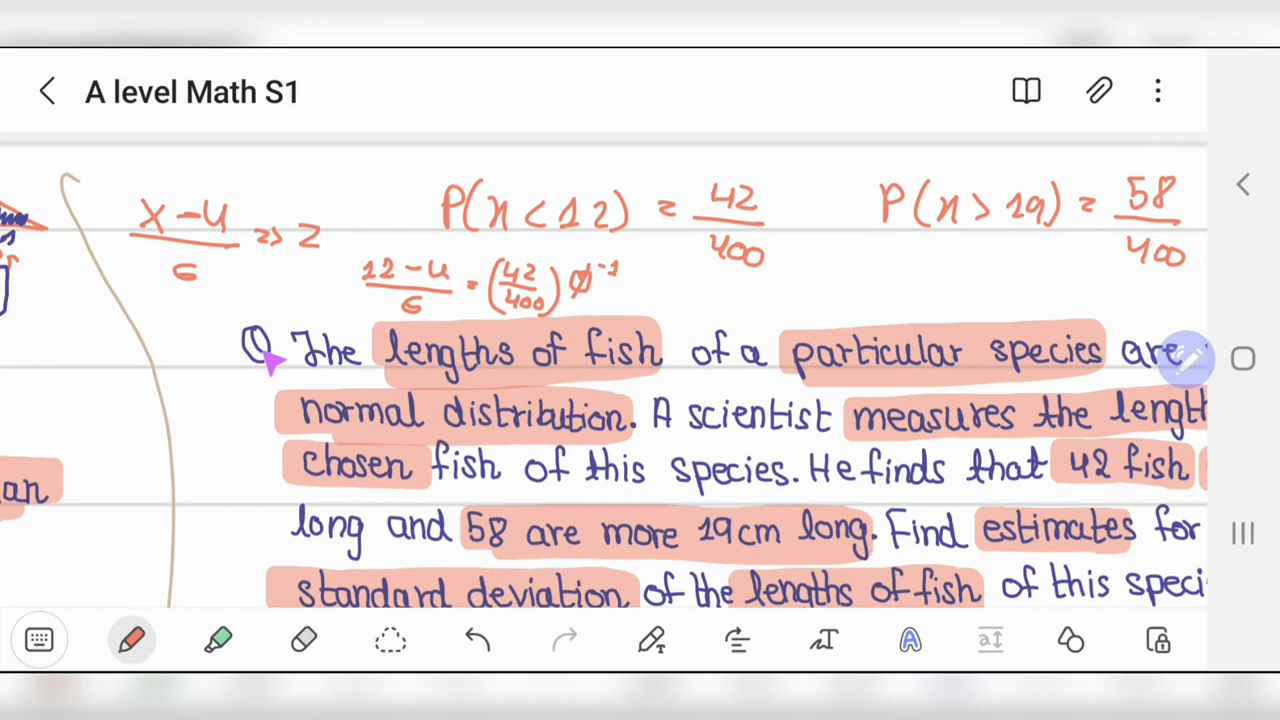 A level Math S1
X-μ/σ => Z
P(x < 12) = 42/400
P(x > 19) = 58/400
12-μ/σ = (42/400) φ⁻¹
Q The lengths of fish of a particular species are
normal distribution. A scientist measures the length
chosen fish of this species. He finds that 42 fish
long and 58 are more 19cm long. Find estimates for
an
standard deviation of the lengths of fish of this speci